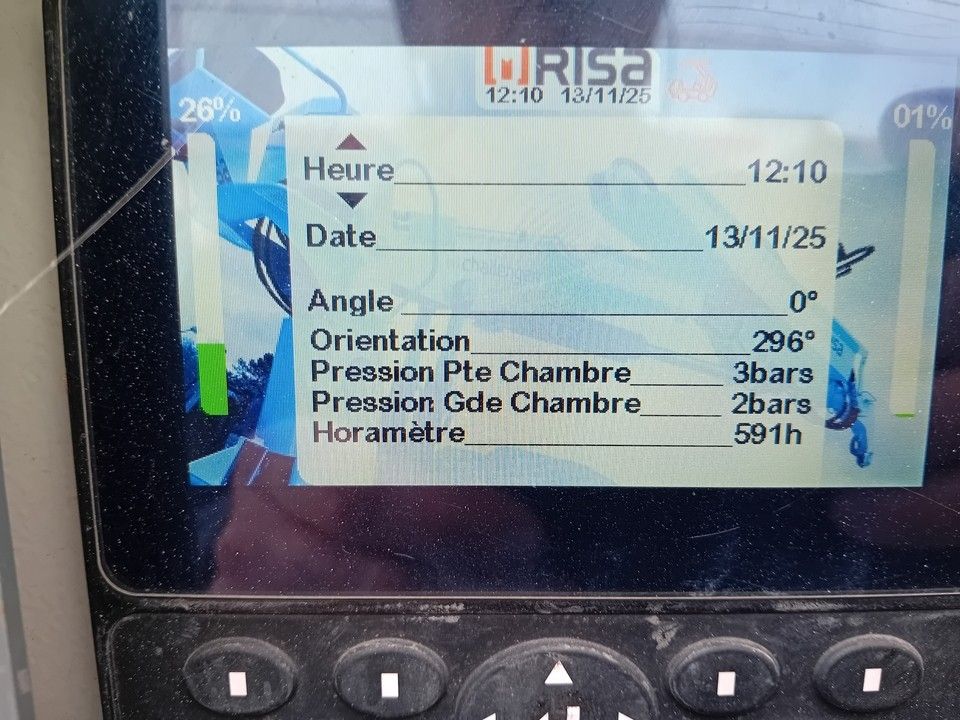 RISA
12:10 13/11/25
26%
01%
Heure 12:10
Date 13/11/25
challenger
Angle 0°
Orientation 296°
Pression Pte Chambre 3bars
Pression Gde Chambre 2bars
Horamètre 591h